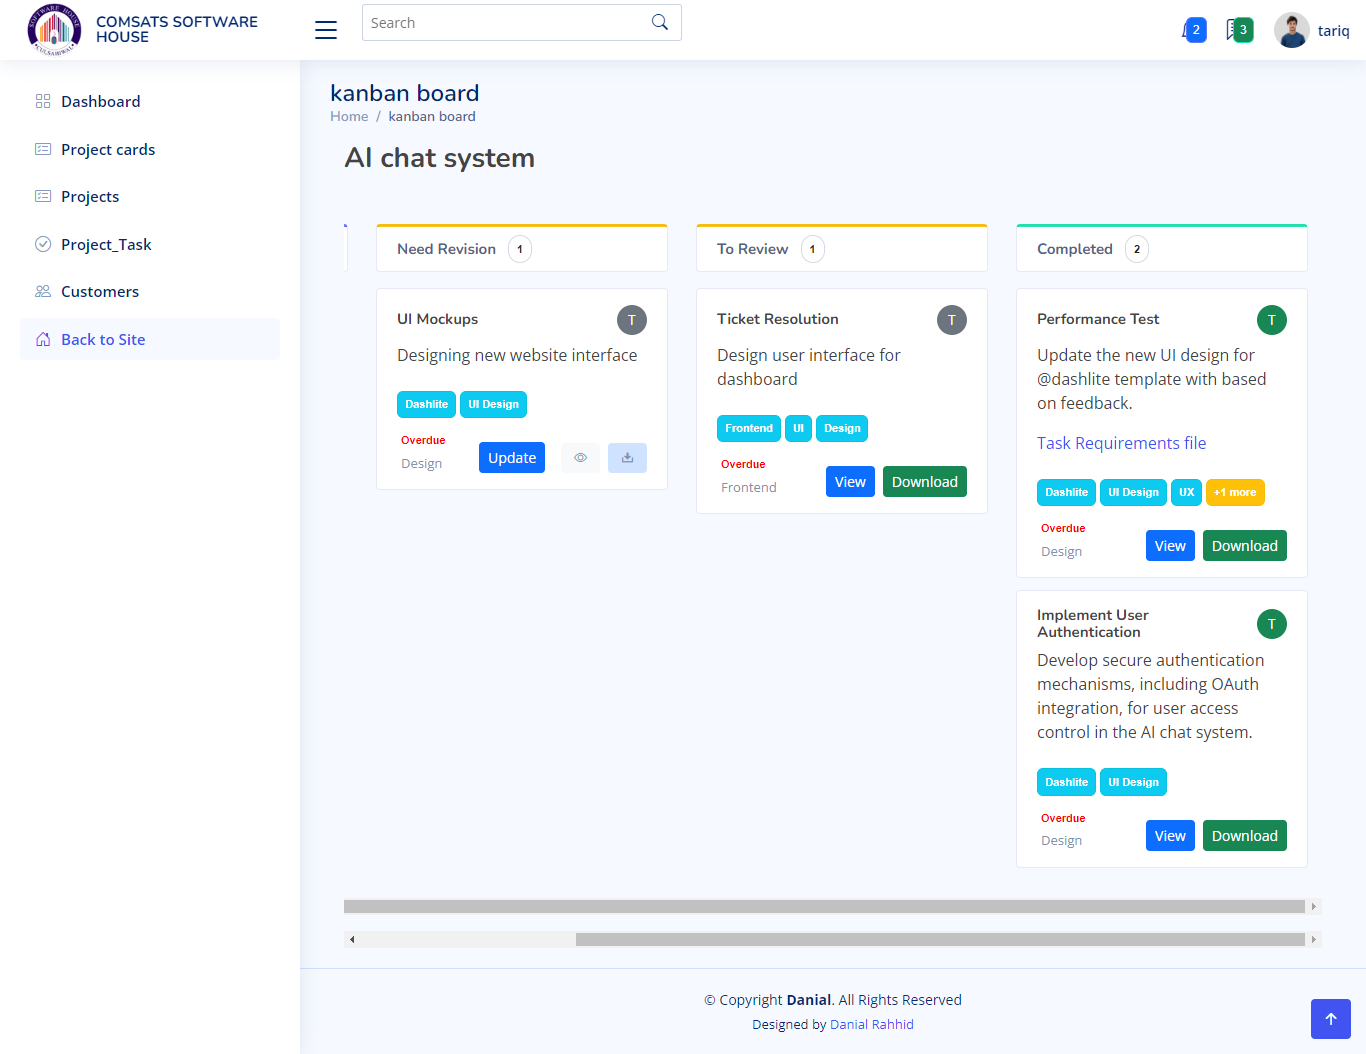 SOFTWARE HOUSE
CUI,SAHIWAL
COMSATS SOFTWARE
HOUSE
Search
2
3
tariq
Dashboard
Project cards
Projects
Project_Task
Customers
Back to Site
kanban board
Home / kanban board
AI chat system
Need Revision 1
UI Mockups T
Designing new website interface
Dashlite UI Design
Overdue
Design
Update
To Review 1
Ticket Resolution T
Design user interface for
dashboard
Frontend UI Design
Overdue
Frontend
View Download
Completed 2
Performance Test T
Update the new UI design for
@dashlite template with based
on feedback.
Task Requirements file
Dashlite UI Design UX +1 more
Overdue
Design
View Download
Implement User
Authentication
T
Develop secure authentication
mechanisms, including OAuth
integration, for user access
control in the AI chat system.
Dashlite UI Design
Overdue
Design
View Download
© Copyright Danial. All Rights Reserved
Designed by Danial Rahhid